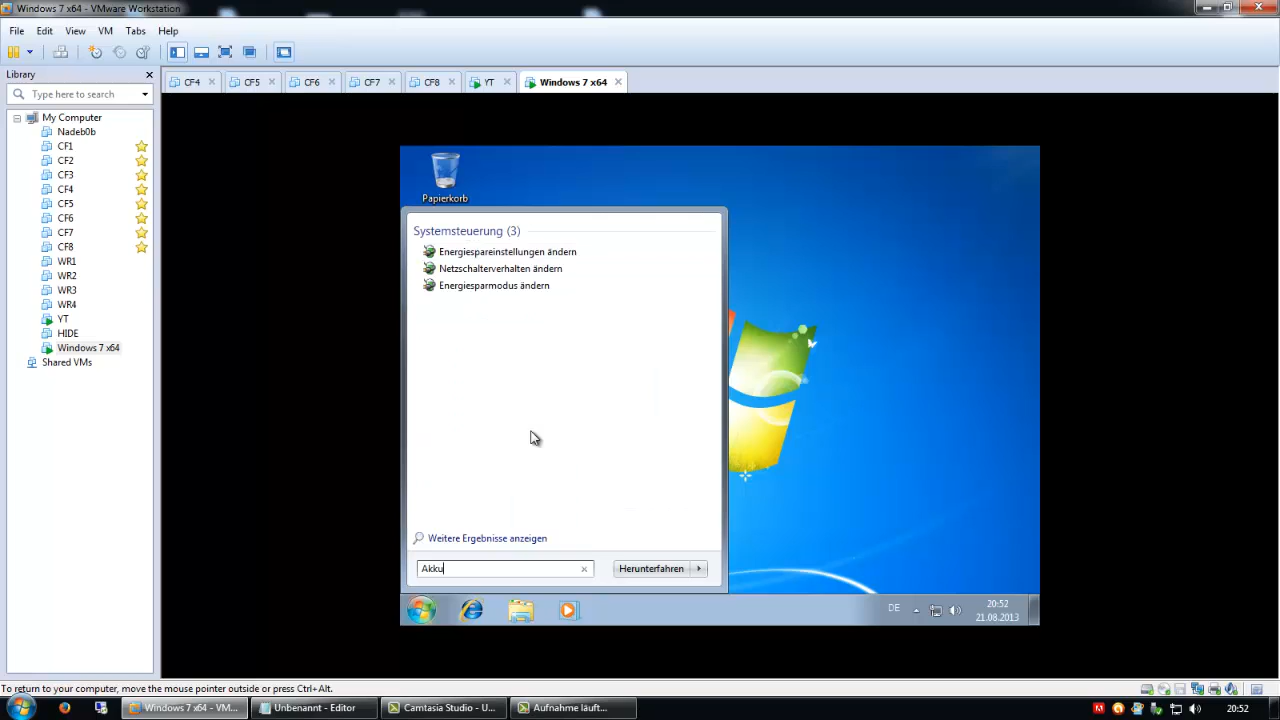 Windows 7 x64 - VMware Workstation
File Edit View VM Tabs Help
Library
Type here to search
My Computer
Nadeb0b
CF1
CF2
CF3
CF4
CF5
CF6
CF7
CF8
WR1
WR2
WR3
WR4
YT
HIDE
Windows 7 x64
Shared VMs
CF4 CF5 CF6 CF7 CF8 YT Windows 7 x64
Papierkorb
Systemsteuerung (3)
Energiespareinstellungen ändern
Netzschalterverhalten ändern
Energiesparmodus ändern
Weitere Ergebnisse anzeigen
Akku
Herunterfahren
DE
20:52
21.08.2013
To return to your computer, move the mouse pointer outside or press Ctrl+Alt.
Windows 7 x64 - VM... Unbenannt - Editor Camtasia Studio - U... Aufnahme läuft... 20:52